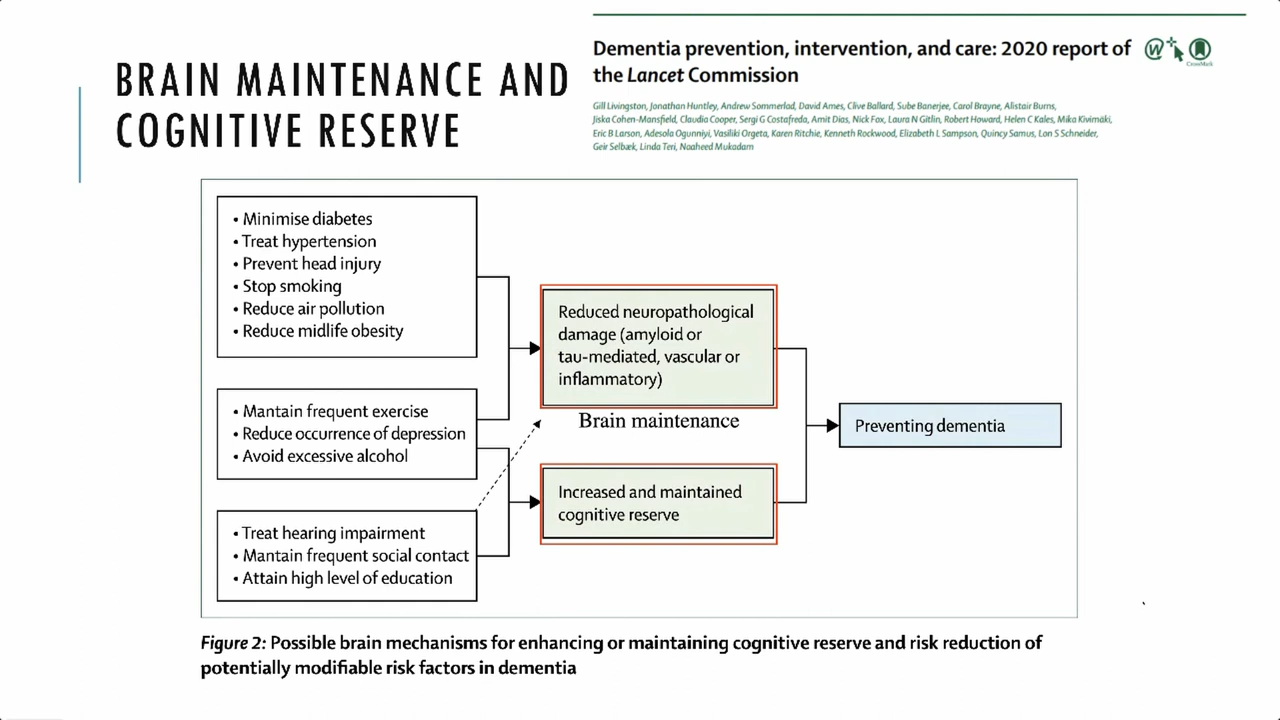 BRAIN MAINTENANCE AND
COGNITIVE RESERVE
Dementia prevention, intervention, and care: 2020 report of
the Lancet Commission
CrossMark
Gill Livingston, Jonathan Huntley, Andrew Sommerlad, David Ames, Clive Ballard, Sube Banerjee, Carol Brayne, Alistair Burns,
Jiska Cohen-Mansfield, Claudia Cooper, Sergi G Costafreda, Amit Dias, Nick Fox, Laura N Gitlin, Robert Howard, Helen C Kales, Mika Kivimäki,
Eric B Larson, Adesola Ogunniyi, Vasiliki Orgeta, Karen Ritchie, Kenneth Rockwood, Elizabeth L Sampson, Quincy Samus, Lon S Schneider,
Geir Selbæk, Linda Teri, Naaheed Mukadam
• Minimise diabetes
• Treat hypertension
• Prevent head injury
• Stop smoking
• Reduce air pollution
• Reduce midlife obesity
• Mantain frequent exercise
• Reduce occurrence of depression
• Avoid excessive alcohol
• Treat hearing impairment
• Mantain frequent social contact
• Attain high level of education
Reduced neuropathological
damage (amyloid or
tau-mediated, vascular or
inflammatory)
Brain maintenance
Increased and maintained
cognitive reserve
Preventing dementia
Figure 2: Possible brain mechanisms for enhancing or maintaining cognitive reserve and risk reduction of
potentially modifiable risk factors in dementia